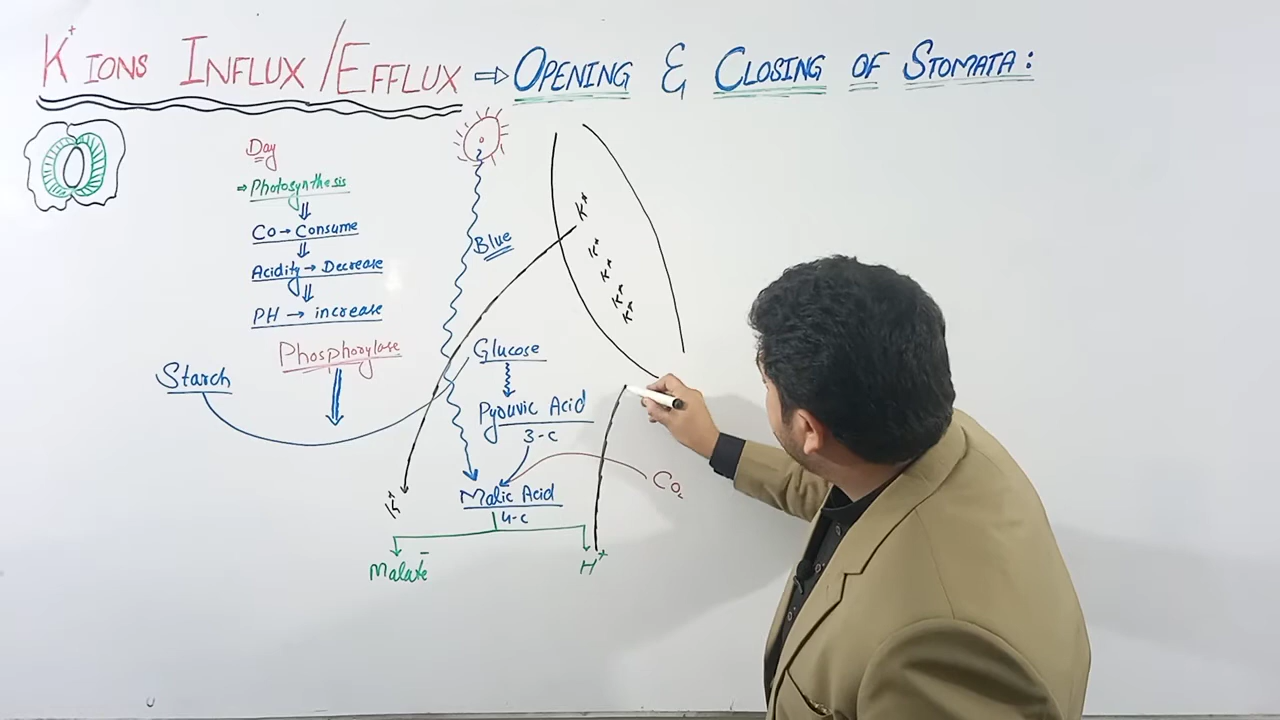 K+ IONS INFLUX/EFFLUX ⇒ OPENING & CLOSING OF STOMATA:
Day
⇒ Photosynthesis
⇓
Co → Consume
⇓
Acidity → Decrease
⇓
PH → increase
Phosphorylase
Starch
Blue
K+
K+
K+
K+
K+
Glucose
Pyruvic Acid
3-c
CO2
Malic Acid
4-c
K+
Malate-
H+